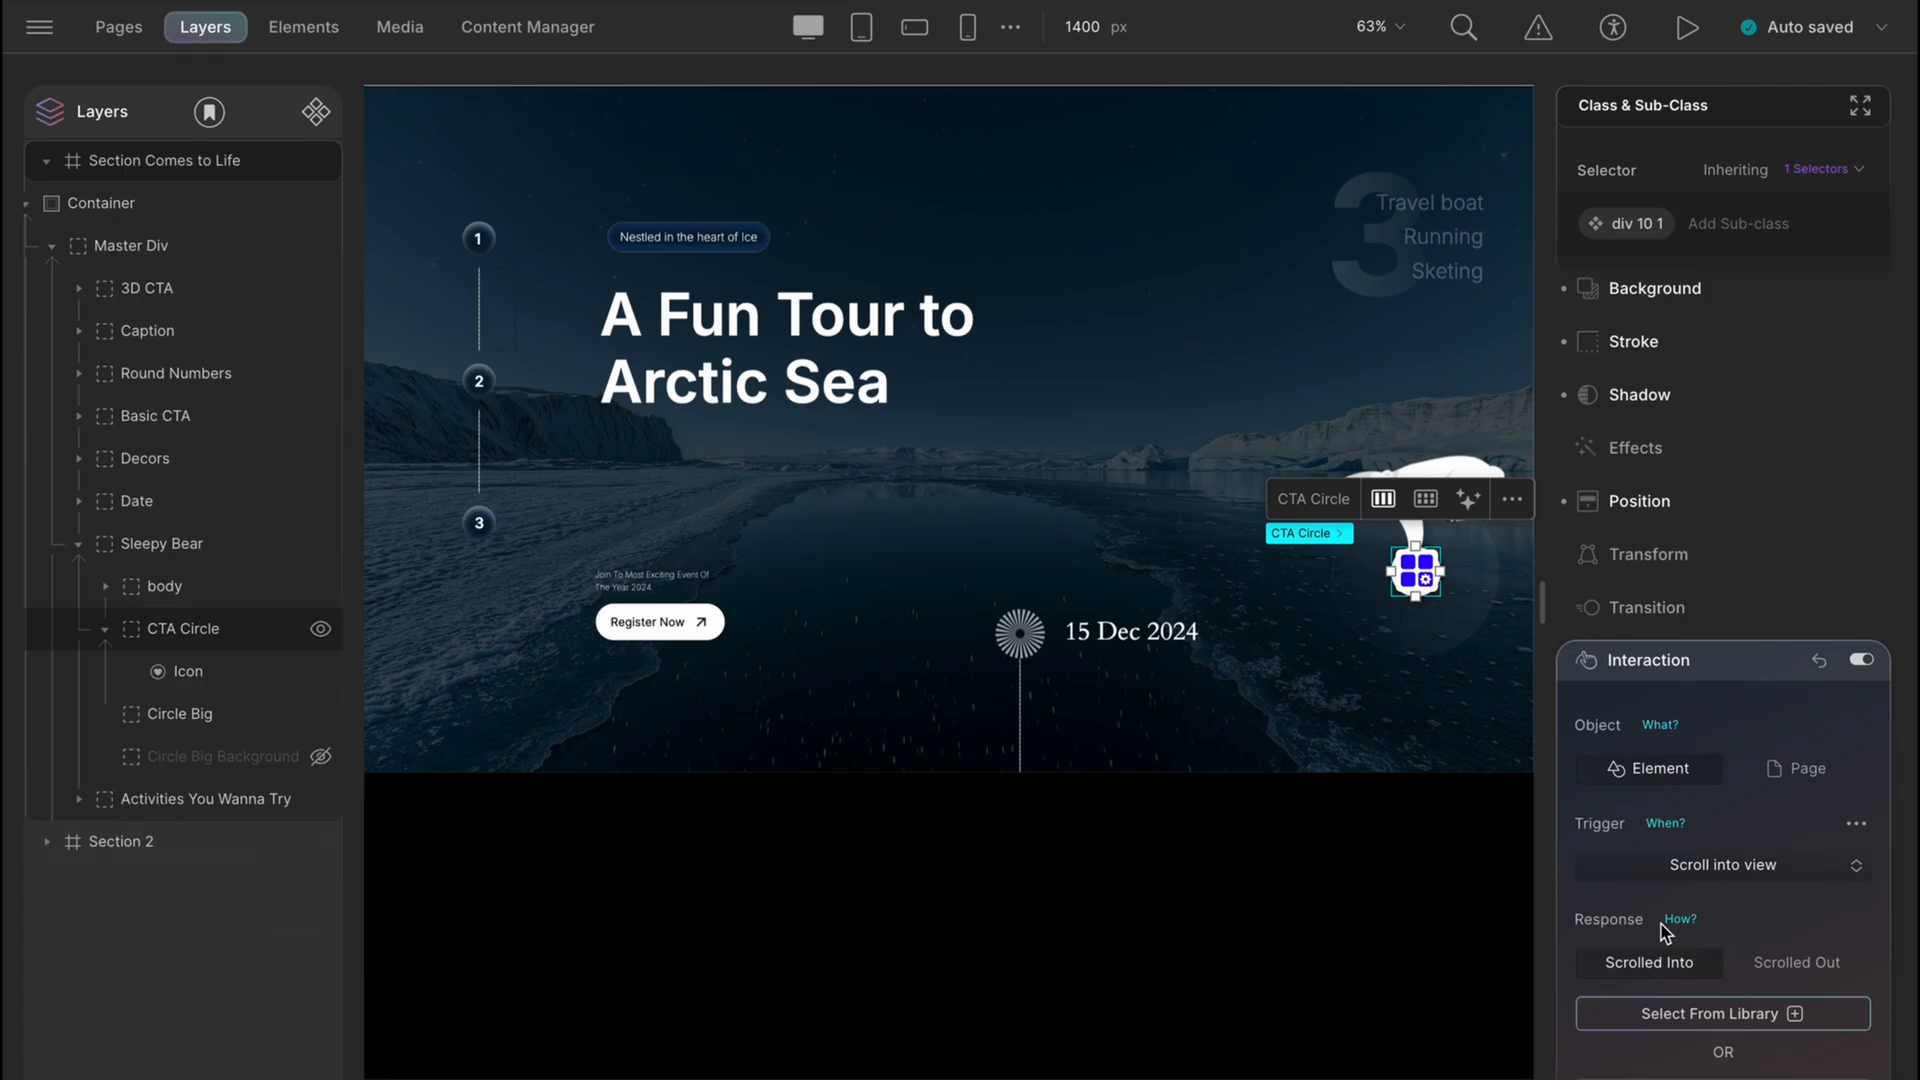 Pages
Layers
Elements
Media
Content Manager
1400 px
63%
Auto saved
Layers
Section Comes to Life
Container
Master Div
3D CTA
Caption
Round Numbers
Basic CTA
Decors
Date
Sleepy Bear
body
CTA Circle
Icon
Circle Big
Circle Big Background
Activities You Wanna Try
Section 2
1
2
3
Nestled in the heart of Ice
A Fun Tour to
Arctic Sea
Join To Most Exciting Event Of
The Year 2024
Register Now
15 Dec 2024
3
Travel boat
Running
Sketing
CTA Circle
CTA Circle
Class & Sub-Class
Selector
Inheriting
1 Selectors
div 10 1
Add Sub-class
Background
Stroke
Shadow
Effects
Position
Transform
Transition
Interaction
Object What?
Element
Page
Trigger When?
Scroll into view
Response How?
Scrolled Into
Scrolled Out
Select From Library
OR